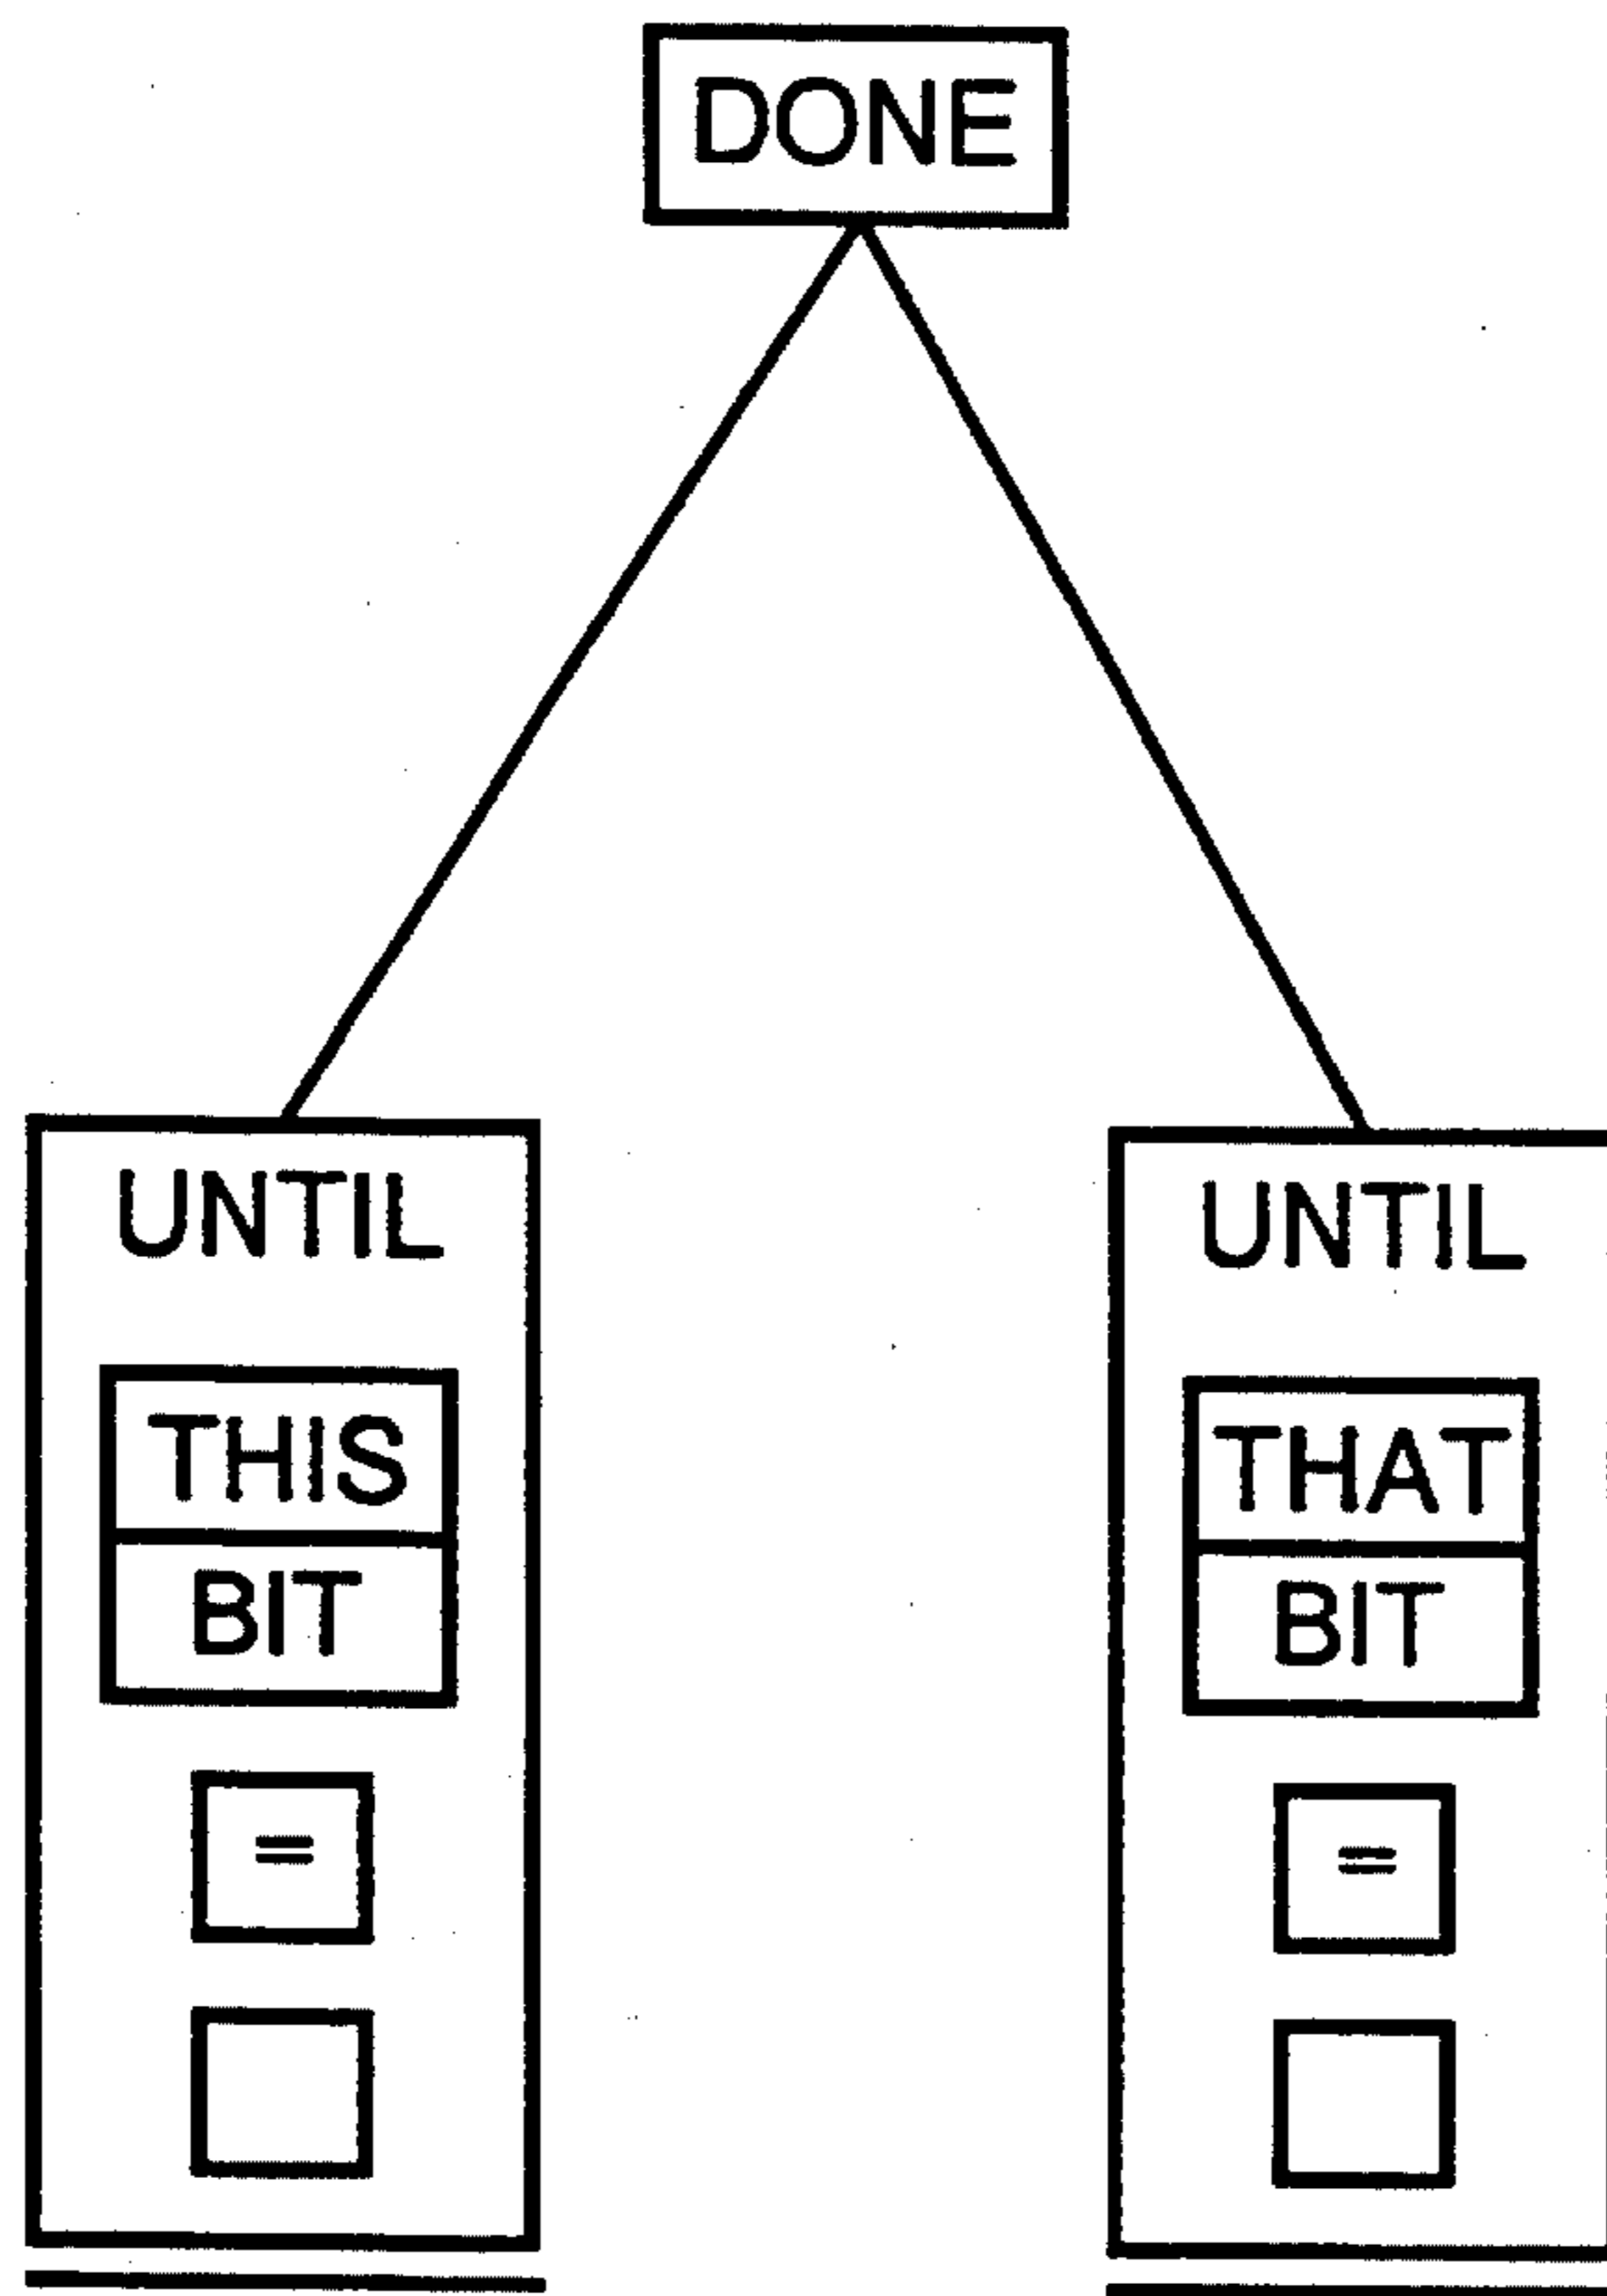 DONE
UNTIL
THIS
BIT
=
UNTIL
THAT
BIT
=